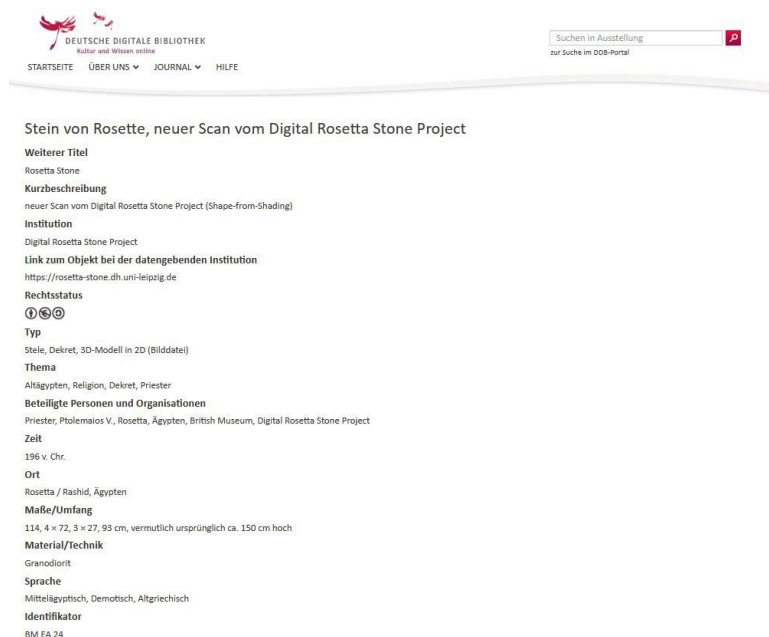 DEUTSCHE DIGITALE BIBLIOTHEK
Kultur und Wissen online
Suchen in Ausstellung
zur Suche im DDB-Portal
STARTSEITE ÜBER UNS JOURNAL HILFE
Stein von Rosette, neuer Scan vom Digital Rosetta Stone Project
Weiterer Titel
Rosetta Stone
Kurzbeschreibung
neuer Scan vom Digital Rosetta Stone Project (Shape-from-Shading)
Institution
Digital Rosetta Stone Project
Link zum Objekt bei der datengebenden Institution
https://rosetta-stone.dh.uni-leipzig.de
Rechtsstatus
Typ
Stele, Dekret, 3D-Modell in 2D (Bilddatei)
Thema
Altägypten, Religion, Dekret, Priester
Beteiligte Personen und Organisationen
Priester, Ptolemaios V., Rosetta, Ägypten, British Museum, Digital Rosetta Stone Project
Zeit
196 v. Chr.
Ort
Rosetta / Rashid, Ägypten
Maße/Umfang
114, 4 × 72, 3 × 27, 93 cm, vermutlich ursprünglich ca. 150 cm hoch
Material/Technik
Granodiorit
Sprache
Mittelägyptisch, Demotisch, Altgriechisch
Identifikator
BM EA 24